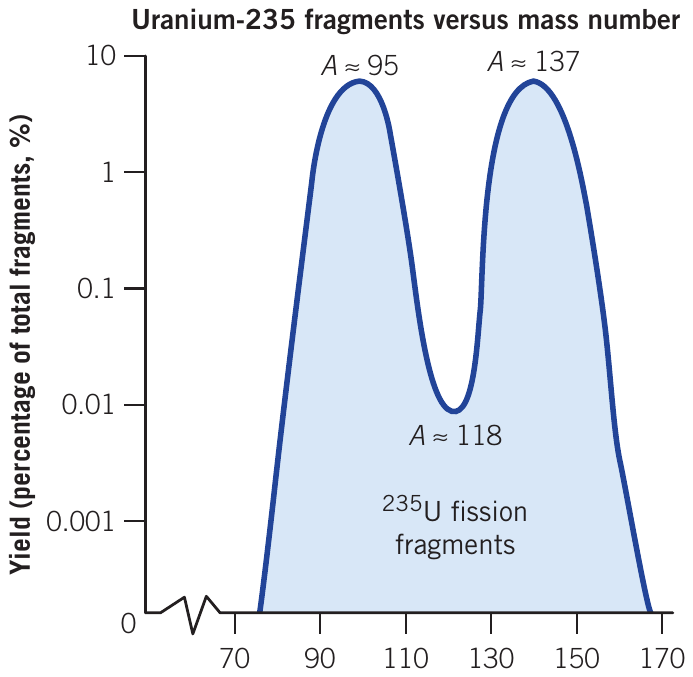 Uranium-235 fragments versus mass number
Yield (percentage of total fragments, %)
10
1
0.1
0.01
0.001
0
A ≈ 95
A ≈ 137
A ≈ 118
²³⁵U fission
fragments
70 90 110 130 150 170